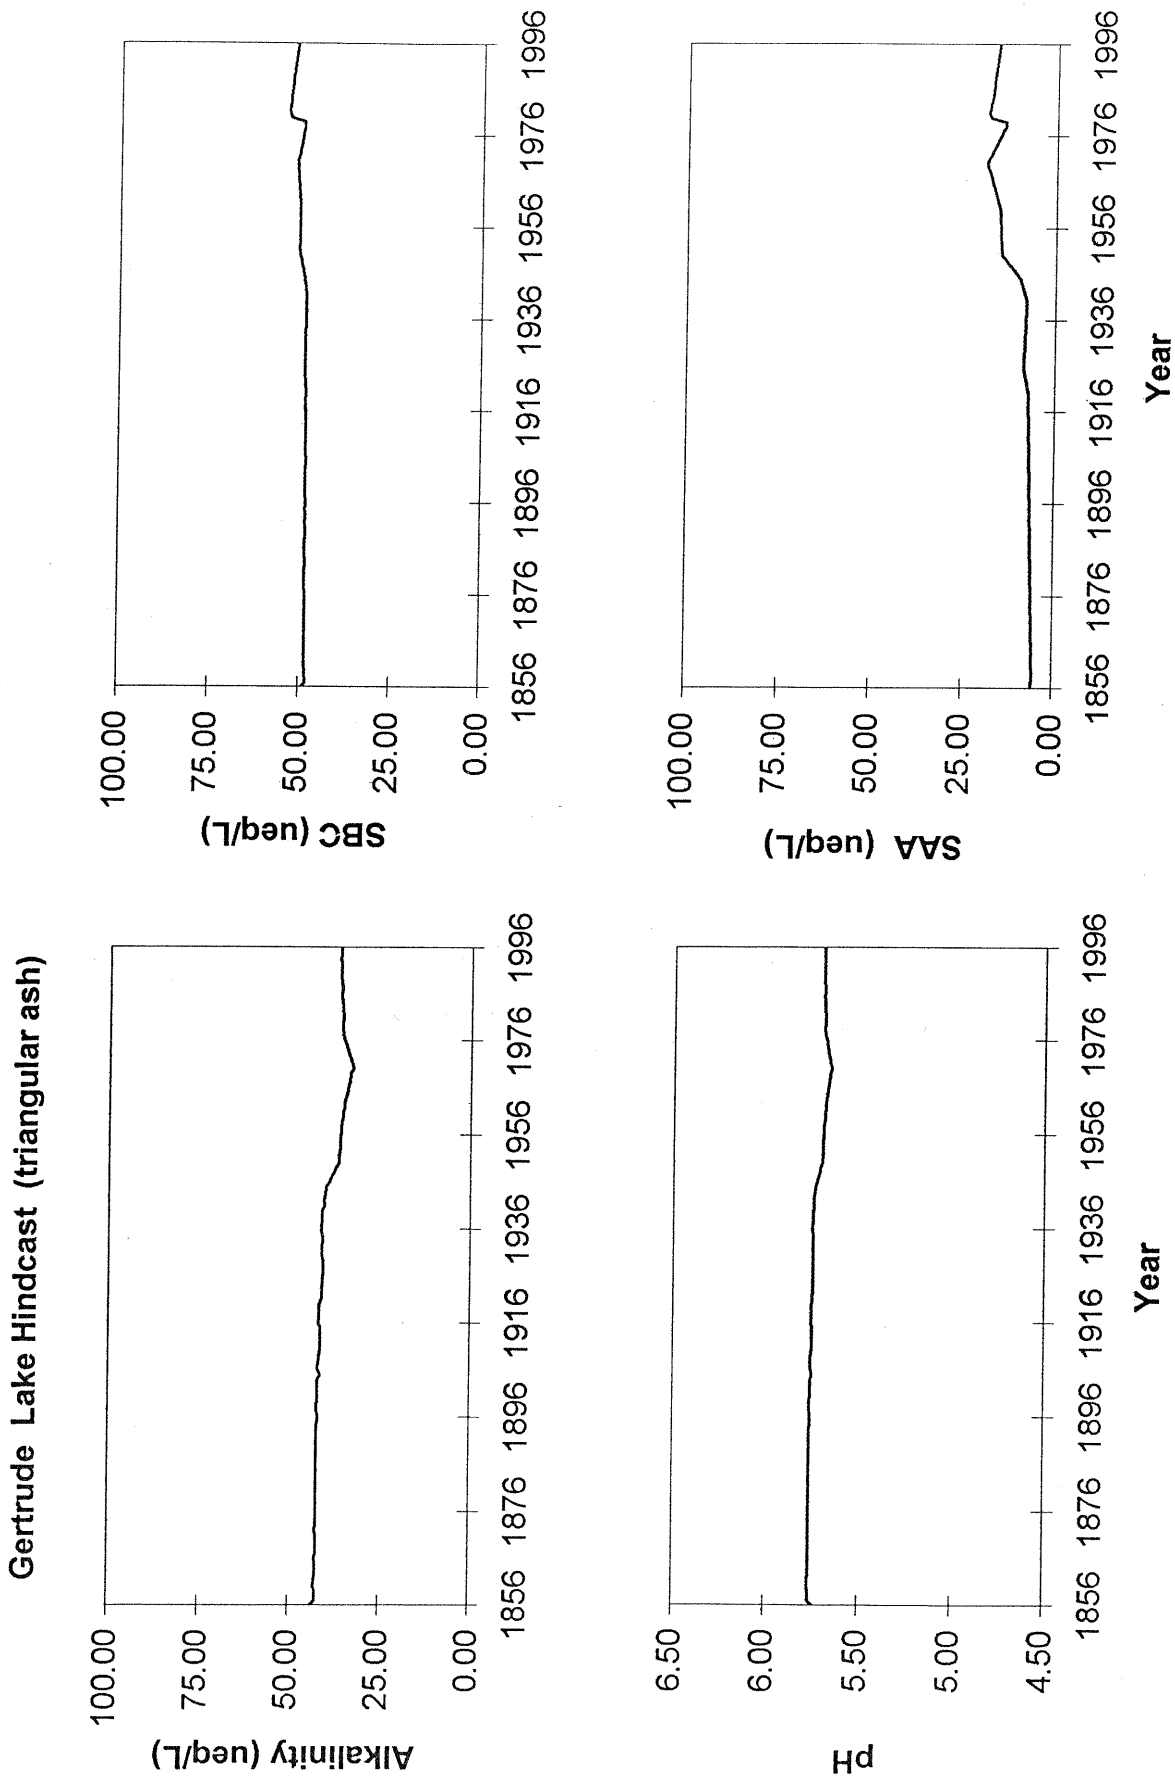 Gertrude Lake Hindcast (triangular ash)
Alkalinity (ueq/L)
100.00
75.00
50.00
25.00
0.00
1856 1876 1896 1916 1936 1956 1976 1996
SBC (ueq/L)
100.00
75.00
50.00
25.00
0.00
1856 1876 1896 1916 1936 1956 1976 1996
pH
6.50
6.00
5.50
5.00
4.50
1856 1876 1896 1916 1936 1956 1976 1996
Year
SAA (ueq/L)
100.00
75.00
50.00
25.00
0.00
1856 1876 1896 1916 1936 1956 1976 1996
Year